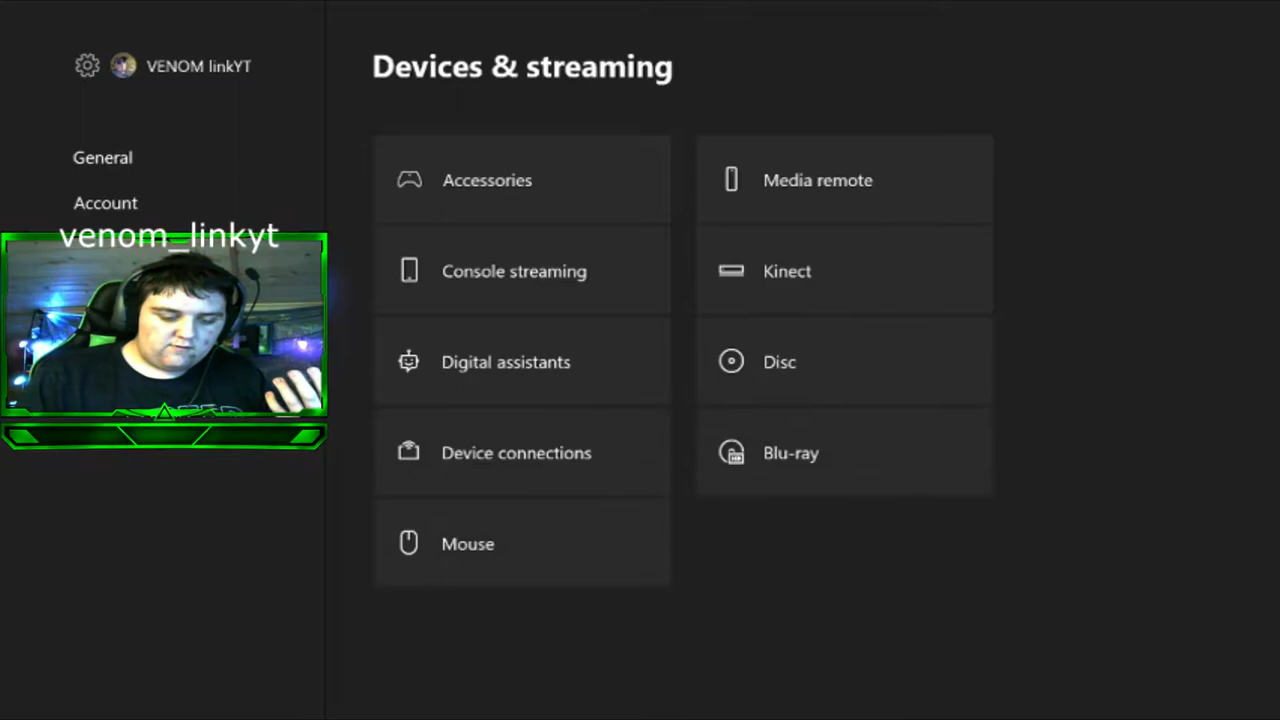 VENOM linkYT
Devices & streaming
General
Account
venom_linkyt
Accessories
Console streaming
Digital assistants
Device connections
Mouse
Media remote
Kinect
Disc
Blu-ray